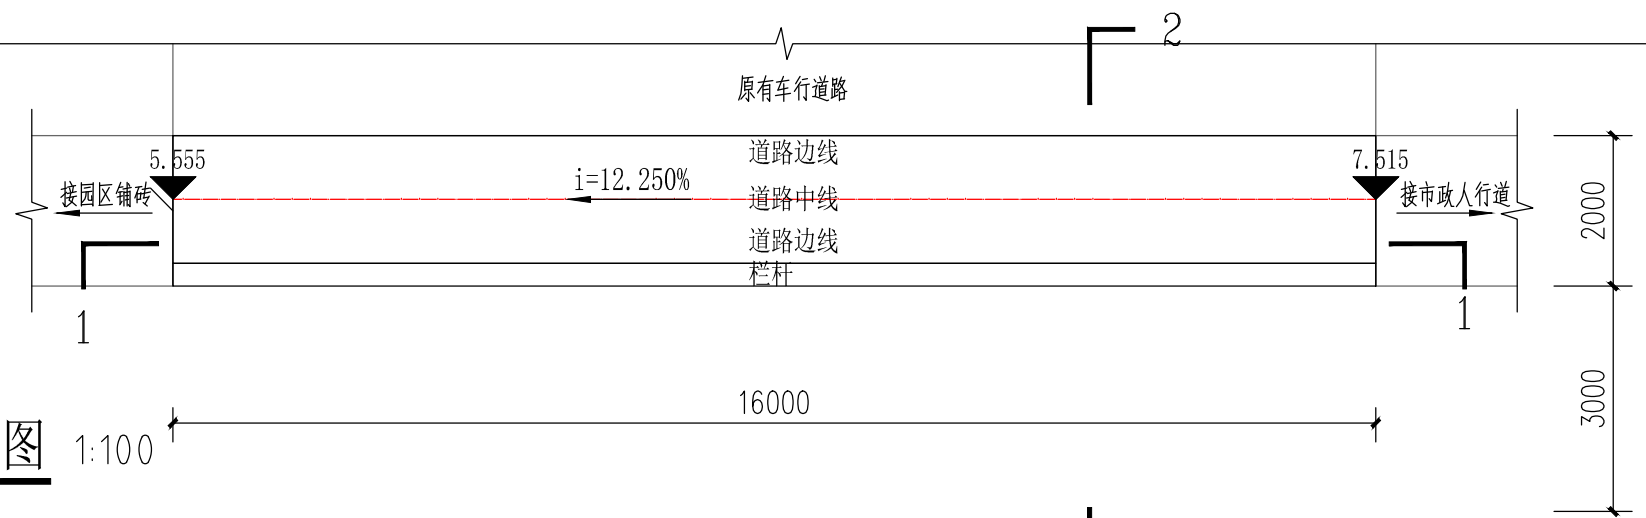 2
原有车行道路
道路边线
5.555
7.515
i=12.250%
接园区铺砖
道路中线
接市政人行道
2000
道路边线
栏杆
1
1
16000
3000
图 1:100